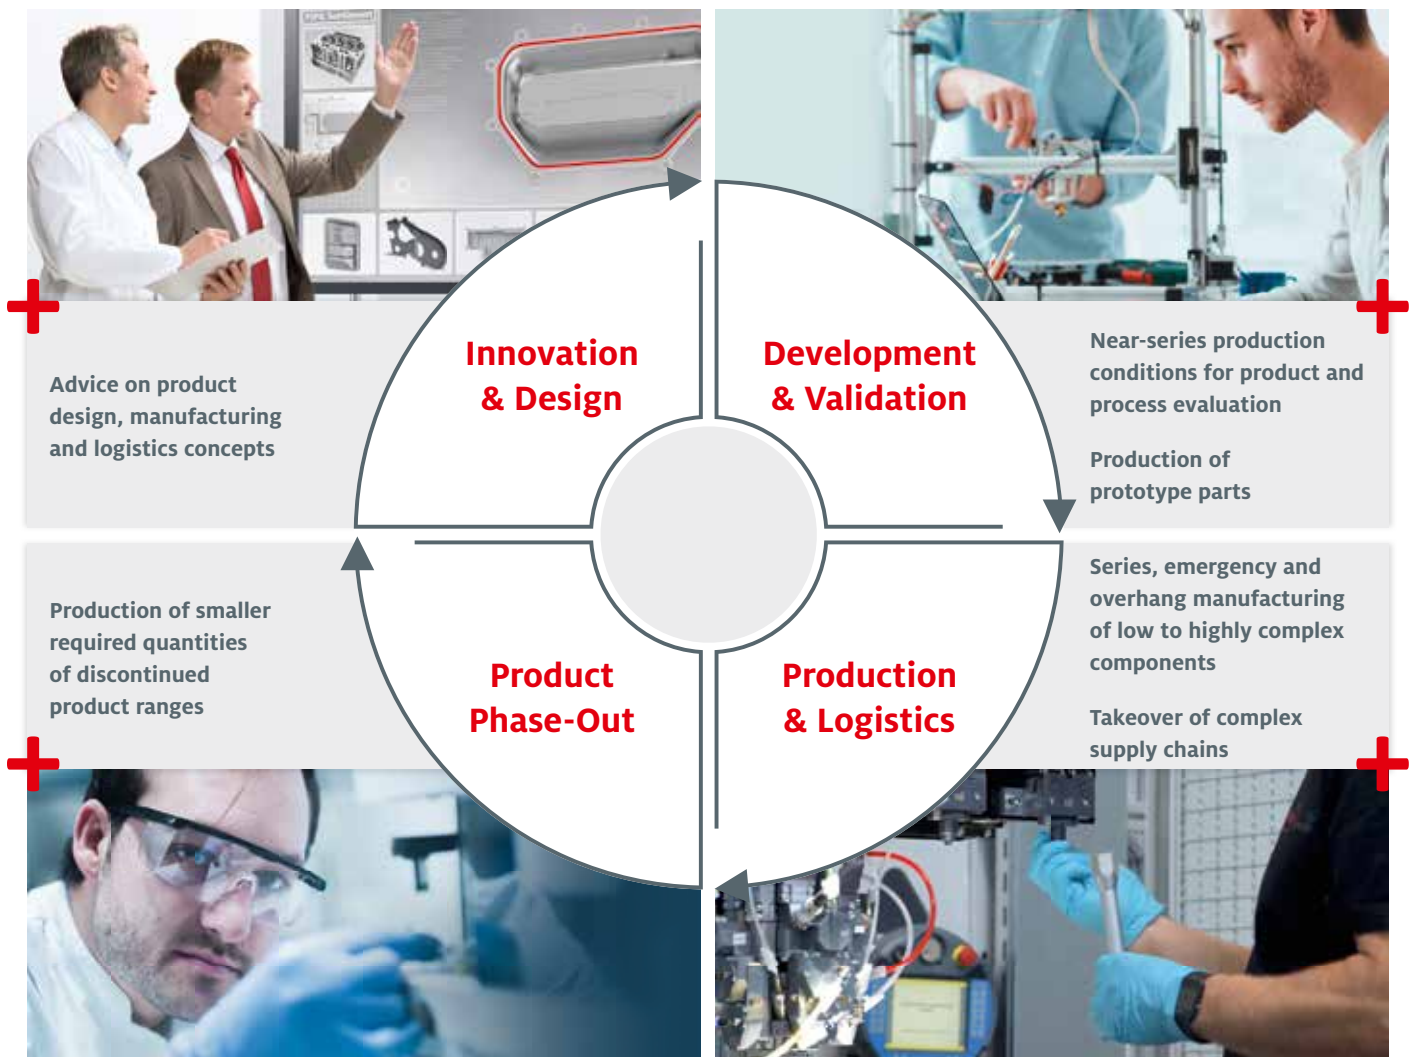 Innovation
& Design
Advice on product
design, manufacturing
and logistics concepts
Development
& Validation
Near-series production
conditions for product and
process evaluation
Production of
prototype parts
Product
Phase-Out
Production of smaller
required quantities
of discontinued
product ranges
Production
& Logistics
Series, emergency and
overhang manufacturing
of low to highly complex
components
Takeover of complex
supply chains